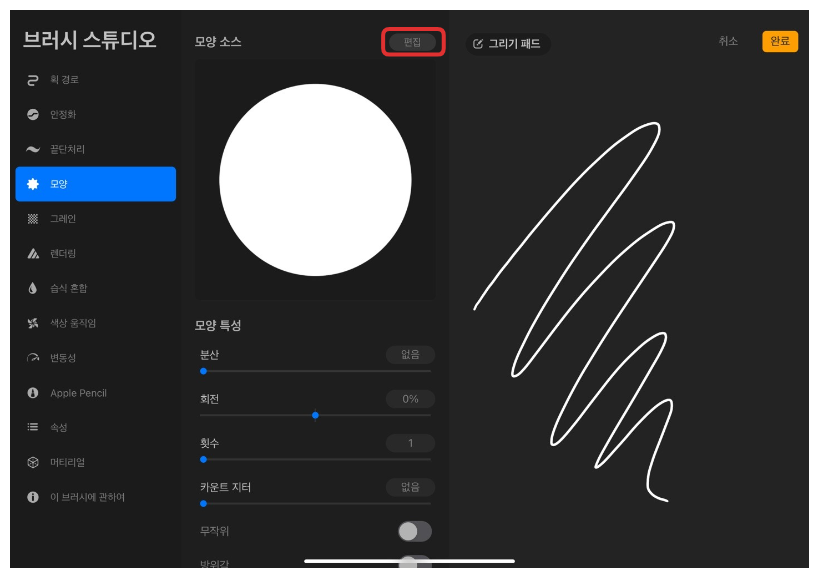 브러시 스튜디오
획 경로
안정화
끝단처리
모양
그레인
렌더링
습식 혼합
색상 움직임
변동성
Apple Pencil
속성
머티리얼
이 브러시에 관하여
모양 소스
편집
모양 특성
분산
없음
회전
0%
횟수
1
카운트 지터
없음
무작위
방위각
그리기 패드
취소
완료